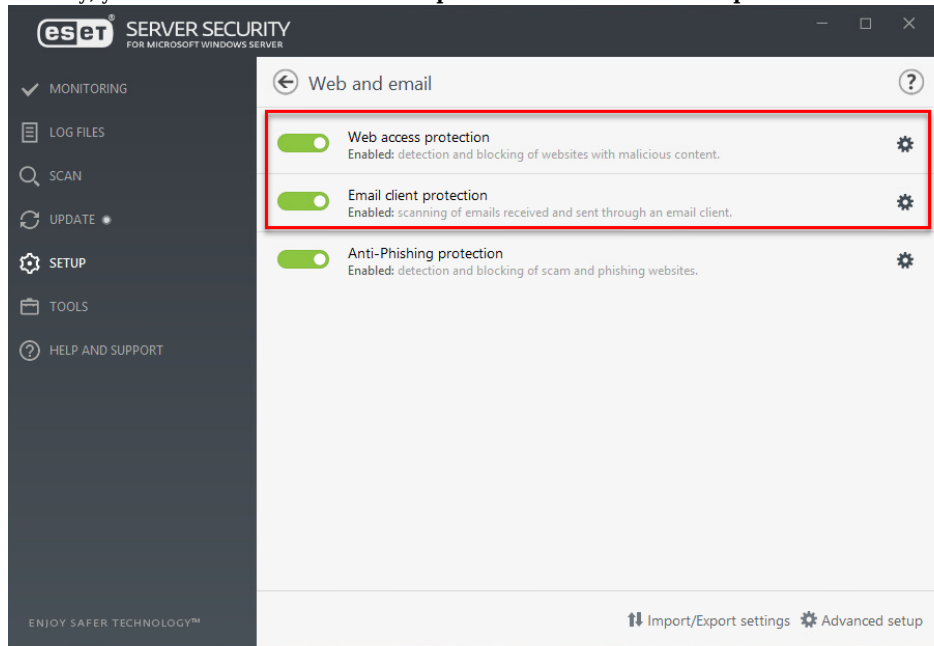 eset® SERVER SECURITY
FOR MICROSOFT WINDOWS SERVER
MONITORING
LOG FILES
SCAN
UPDATE
SETUP
TOOLS
HELP AND SUPPORT
ENJOY SAFER TECHNOLOGY™
Web and email
?
Web access protection
Enabled: detection and blocking of websites with malicious content.
Email client protection
Enabled: scanning of emails received and sent through an email client.
Anti-Phishing protection
Enabled: detection and blocking of scam and phishing websites.
Import/Export settings Advanced setup